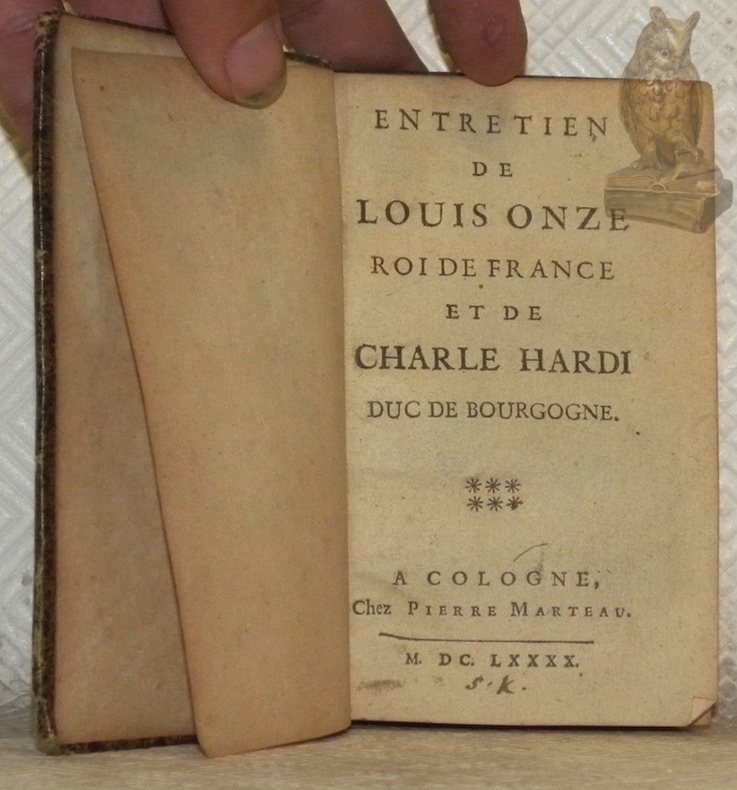 ENTRETIEN
DE
LOUIS ONZE
ROI DE FRANCE
ET DE
CHARLE HARDI
DUC DE BOURGOGNE.
A COLOGNE,
Chez PIERRE MARTEAU.
M. DC. LXXXX.
S. K.